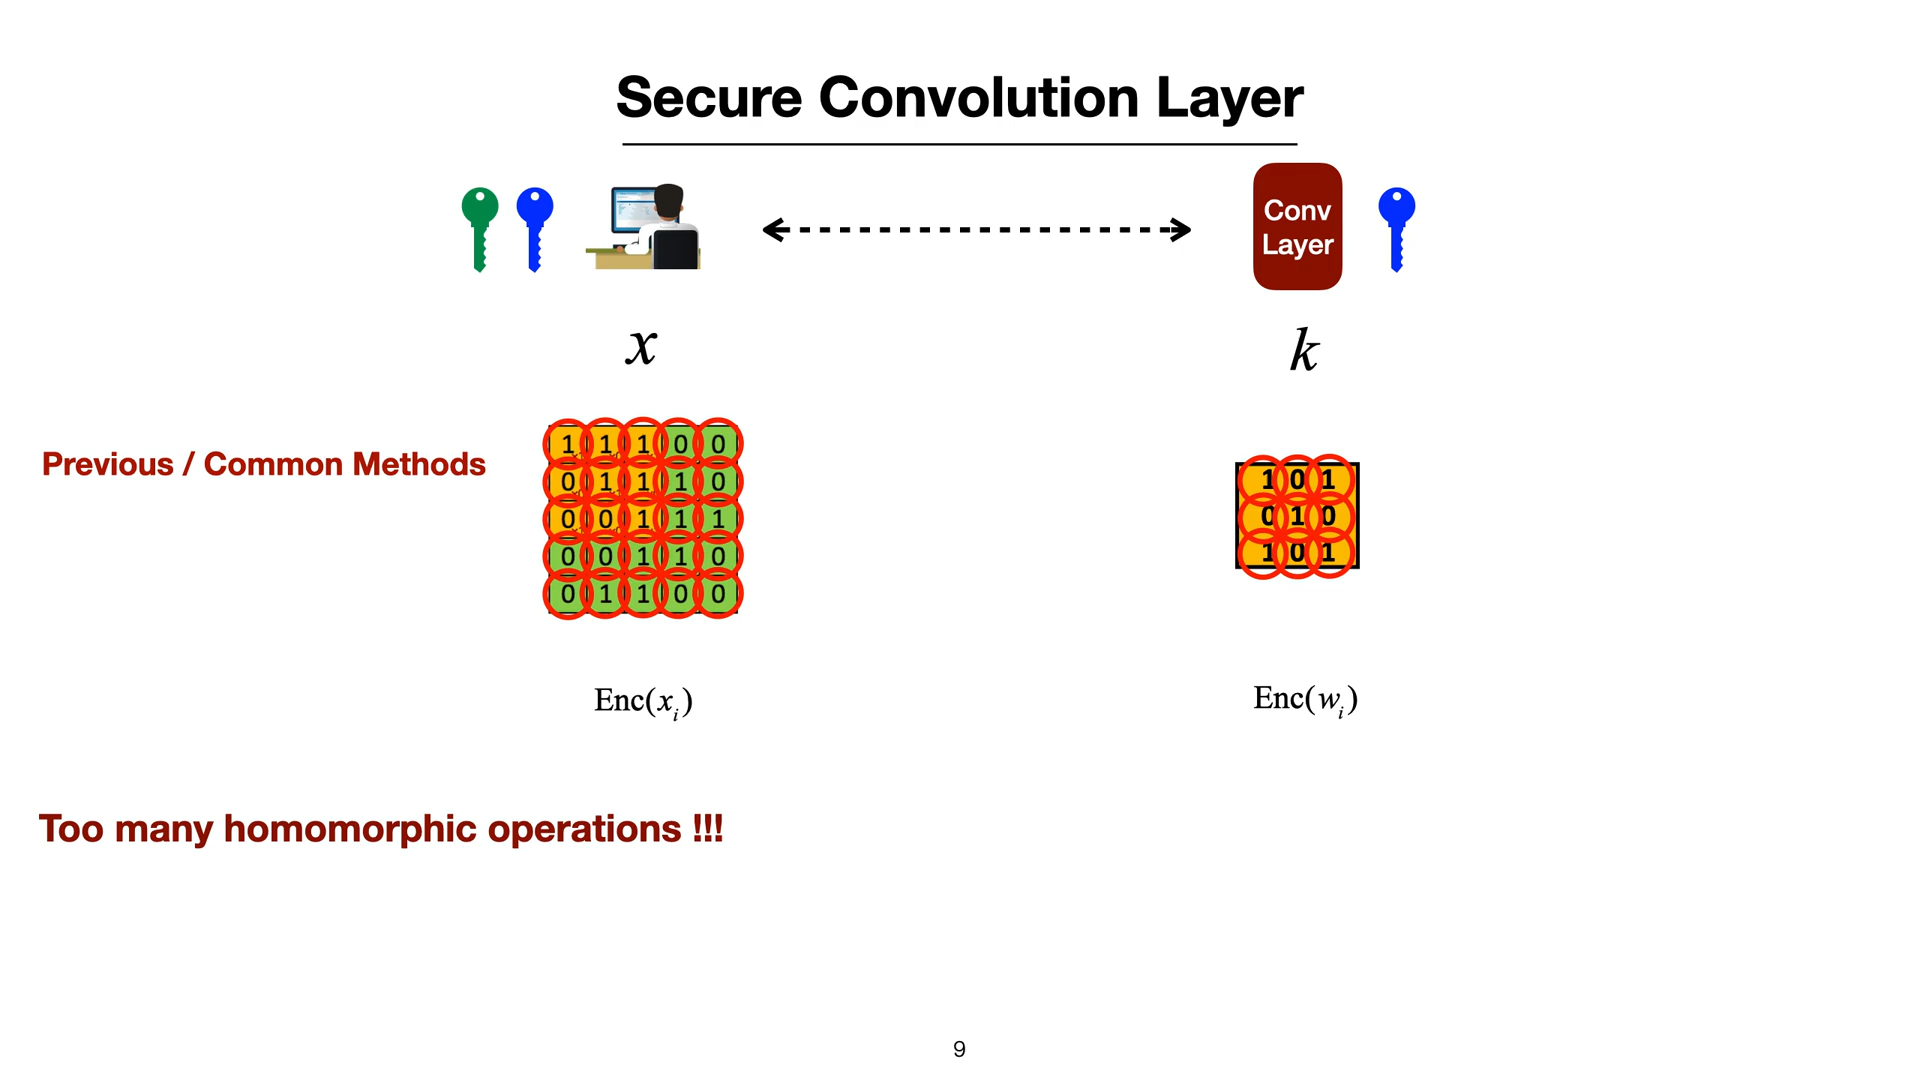 Secure Convolution Layer
Conv
Layer
x
k
Previous / Common Methods
1 1 1 0 0
0 1 1 1 0
0 0 1 1 1
0 0 1 1 0
0 1 1 0 0
1 0 1
0 1 0
1 0 1
Enc(xᵢ)
Enc(wᵢ)
Too many homomorphic operations !!!
9